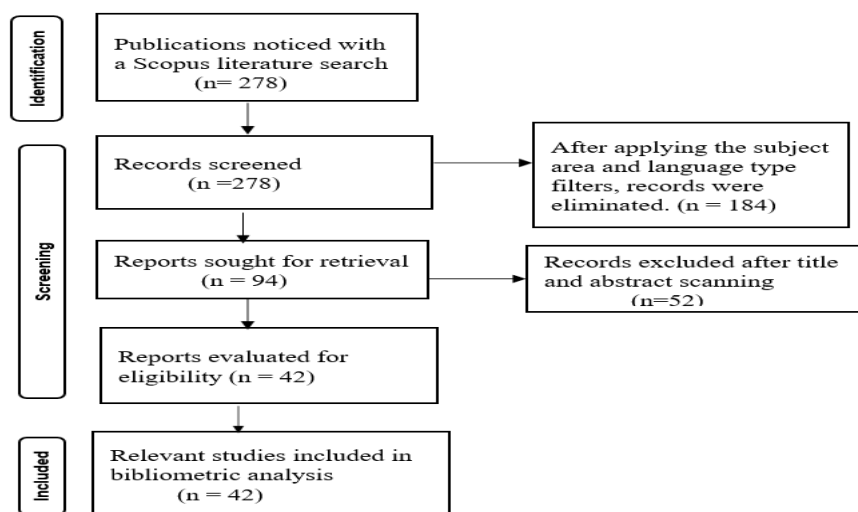 Identification
Publications noticed with
a Scopus literature search
(n= 278)
Screening
Records screened
(n =278)
After applying the subject
area and language type
filters, records were
eliminated. (n = 184)
Reports sought for retrieval
(n = 94)
Records excluded after title
and abstract scanning
(n=52)
Reports evaluated for
eligibility (n = 42)
Included
Relevant studies included in
bibliometric analysis
(n = 42)